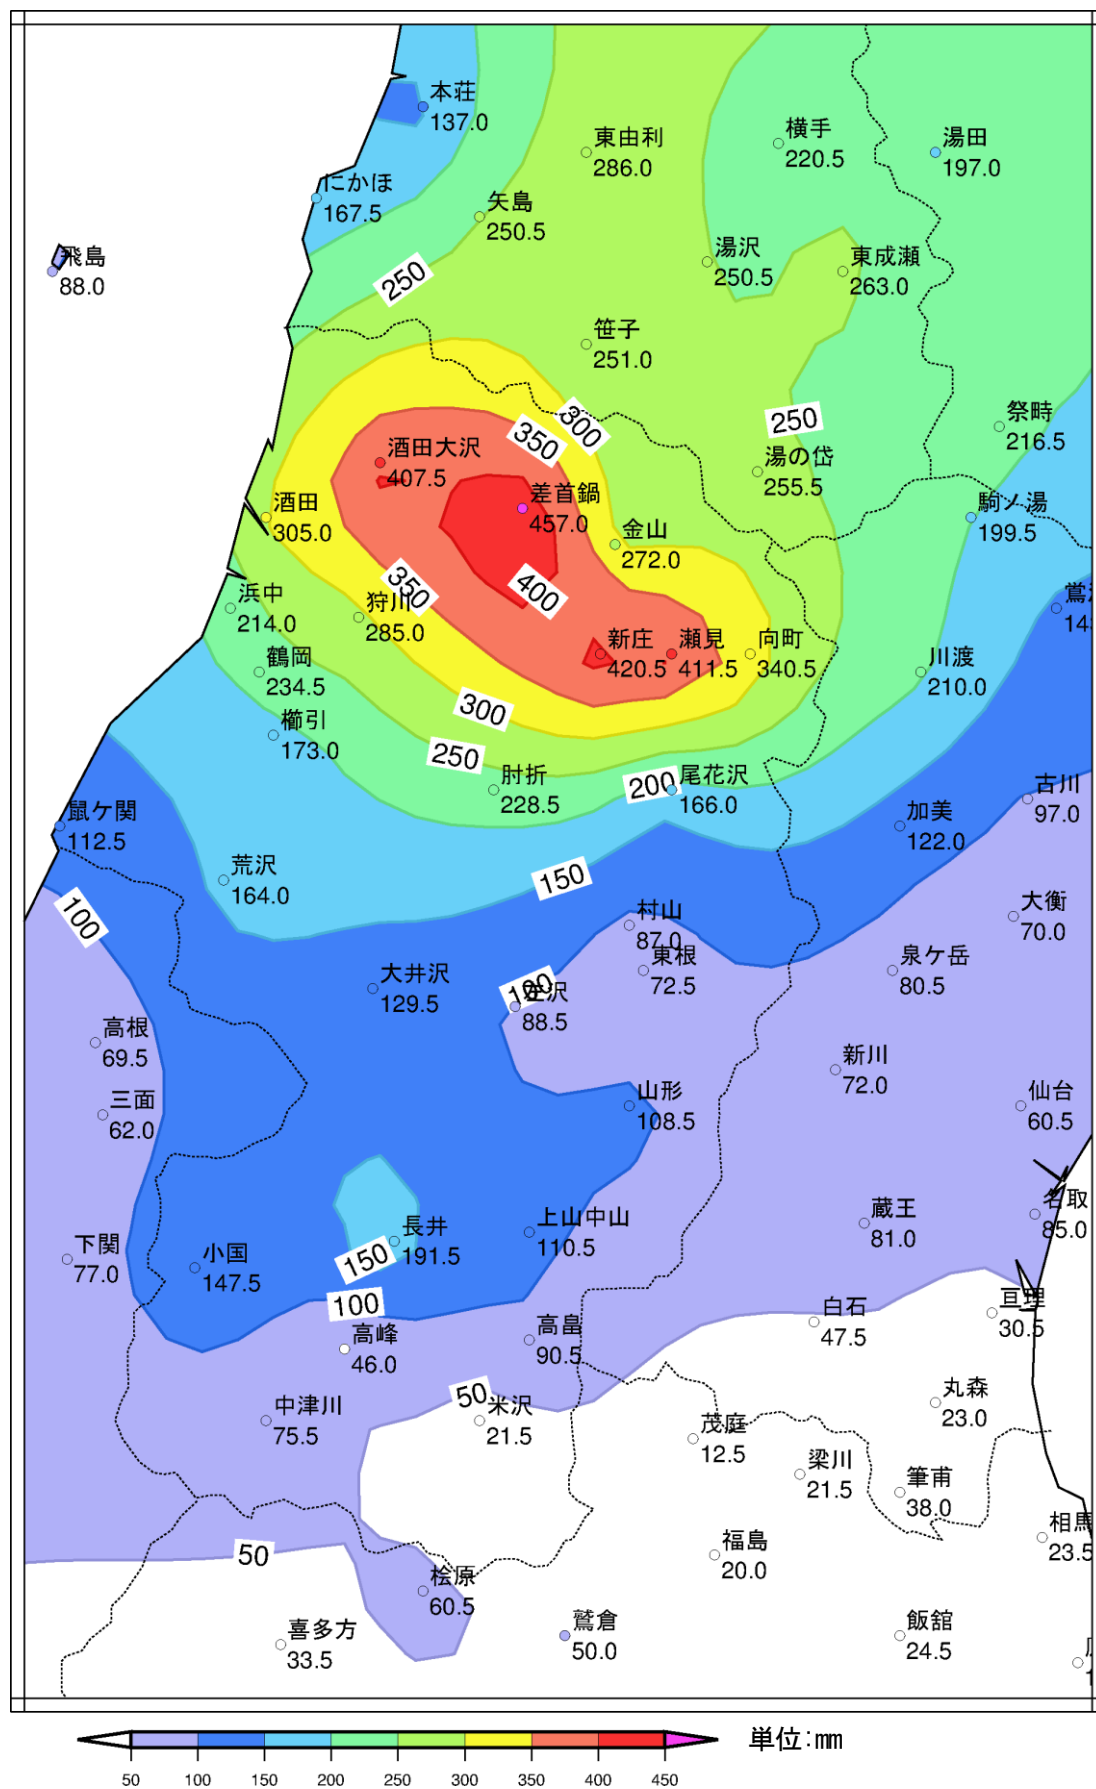 本荘
137.0
東由利
286.0
横手
220.5
湯田
197.0
にかほ
167.5
矢島
250.5
湯沢
250.5
東成瀬
263.0
飛島
88.0
250
笹子
251.0
300
350
250
祭畤
216.5
酒田大沢
407.5
湯の岱
255.5
酒田
305.0
差首鍋
457.0
金山
272.0
駒ノ湯
199.5
350
400
浜中
214.0
狩川
285.0
新庄
420.5
瀬見
411.5
向町
340.5
鶴岡
234.5
川渡
210.0
300
櫛引
173.0
250
肘折
228.5
200
尾花沢
166.0
古川
97.0
鼠ケ関
112.5
加美
122.0
荒沢
164.0
150
100
村山
87.0
大衡
70.0
東根
72.5
泉ケ岳
80.5
大井沢
129.5
100
左沢
88.5
高根
69.5
新川
72.0
三面
62.0
山形
108.5
仙台
60.5
名取
85.0
蔵王
81.0
下関
77.0
小国
147.5
長井
191.5
150
上山中山
110.5
100
亘理
30.5
白石
47.5
高峰
46.0
高畠
90.5
50
丸森
23.0
中津川
75.5
米沢
21.5
茂庭
12.5
梁川
21.5
筆甫
38.0
相馬
23.5
50
福島
20.0
桧原
60.5
喜多方
33.5
鷲倉
50.0
飯舘
24.5
単位:mm
50 100 150 200 250 300 350 400 450